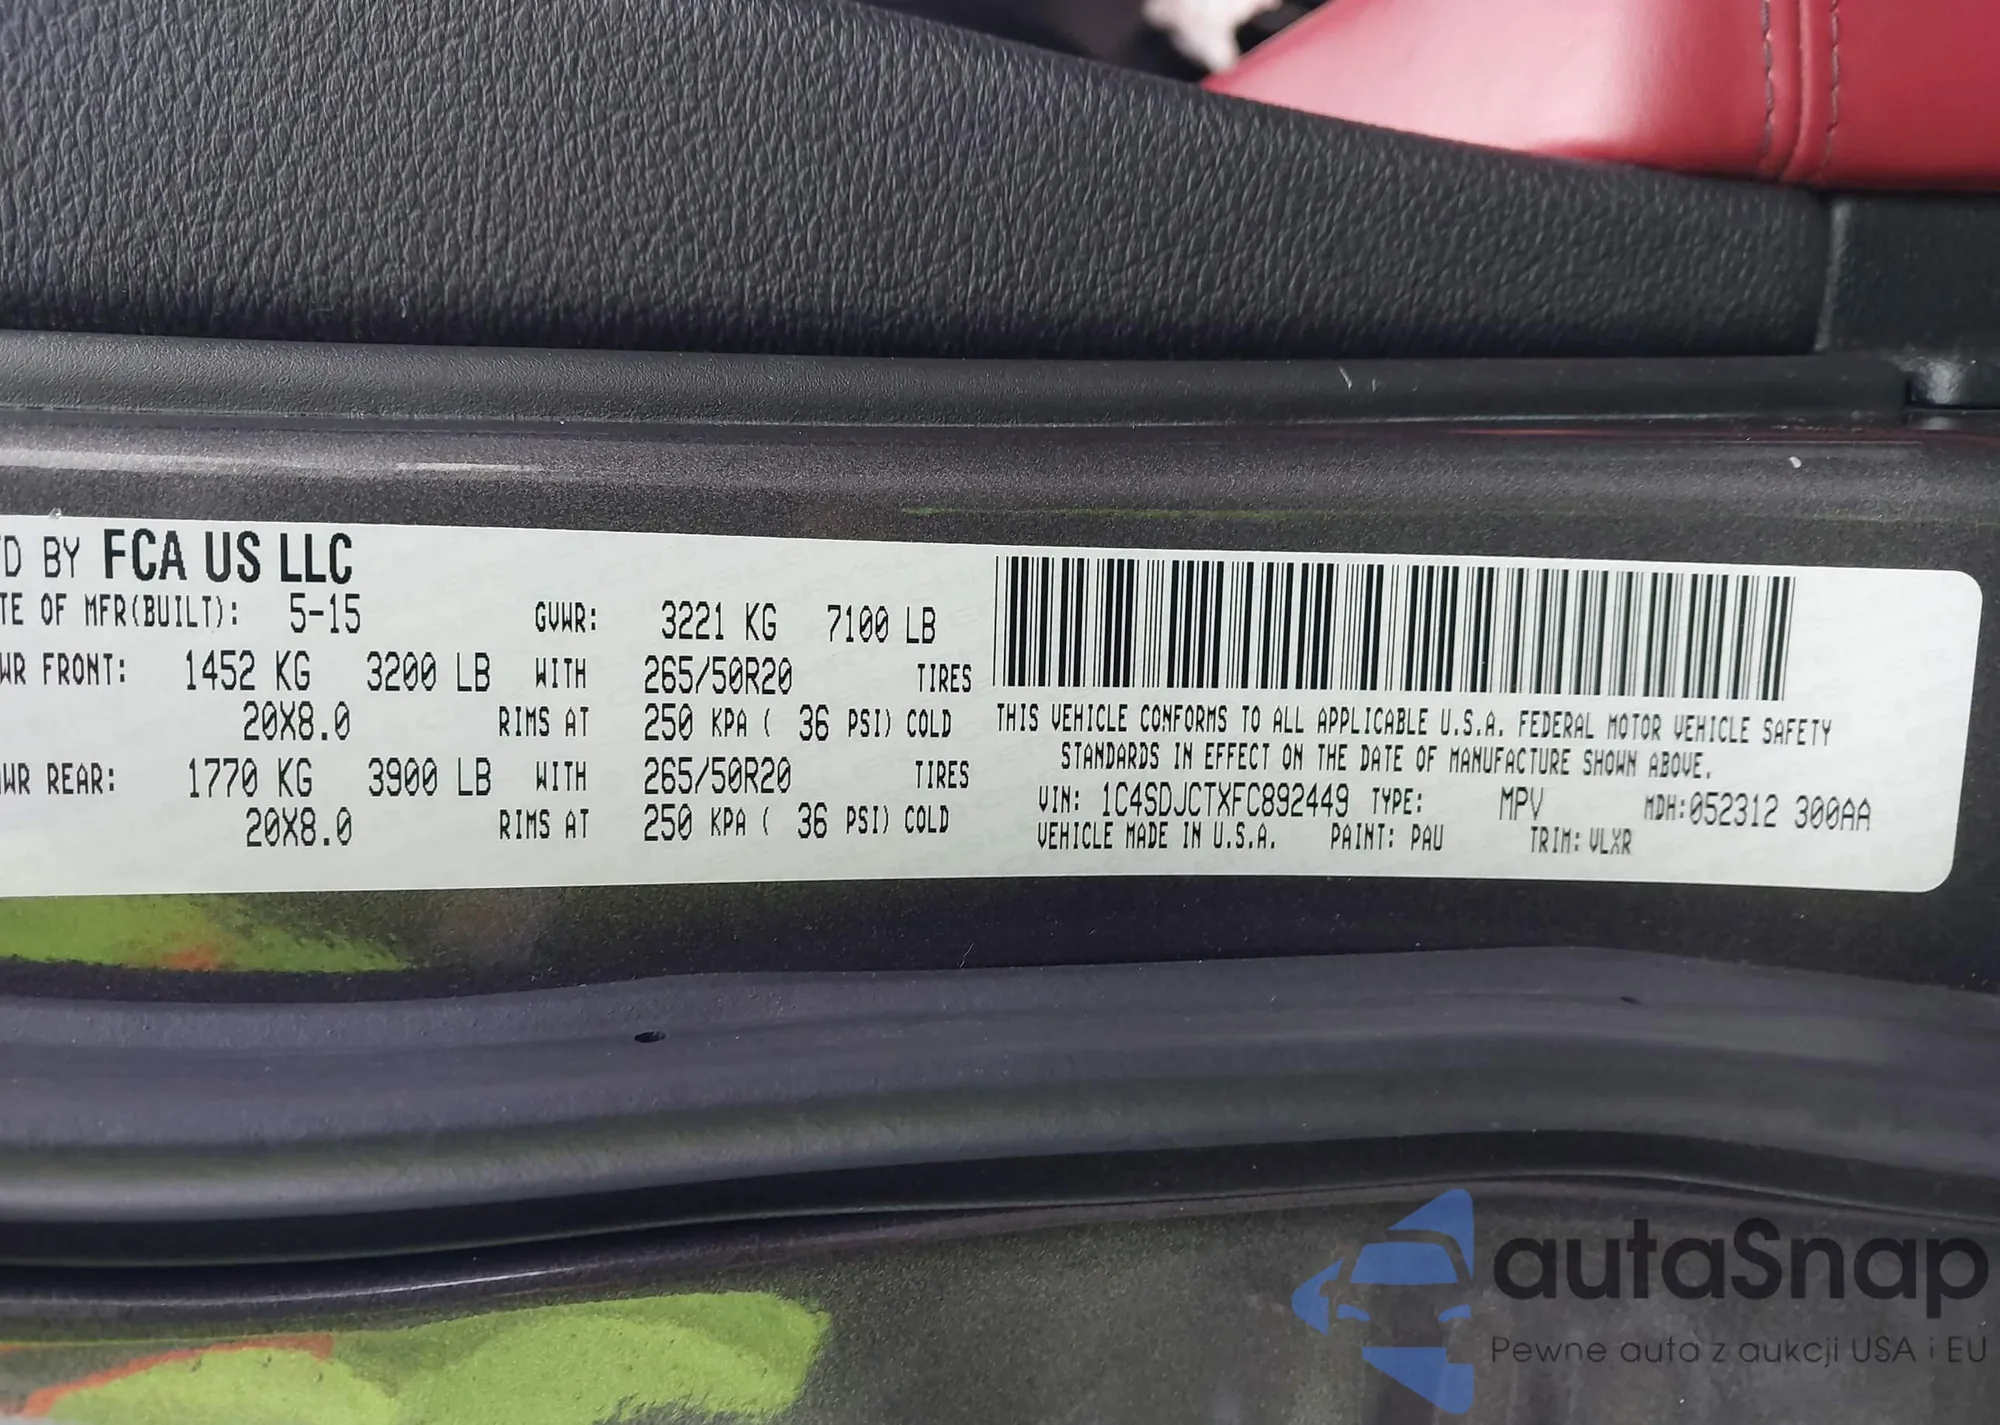 TD BY FCA US LLC
TE OF MFR(BUILT): 5-15 GVWR: 3221 KG 7100 LB
WR FRONT: 1452 KG 3200 LB WITH 265/50R20 TIRES
20X8.0 RIMS AT 250 KPA ( 36 PSI) COLD
WR REAR: 1770 KG 3900 LB WITH 265/50R20 TIRES
20X8.0 RIMS AT 250 KPA ( 36 PSI) COLD
THIS VEHICLE CONFORMS TO ALL APPLICABLE U.S.A. FEDERAL MOTOR VEHICLE SAFETY
STANDARDS IN EFFECT ON THE DATE OF MANUFACTURE SHOWN ABOVE.
VIN: 1C4SDJCTXFC892449 TYPE: MPV MDH:052312 300AA
VEHICLE MADE IN U.S.A. PAINT: PAU TRIM: VLXR
autaSnap
Pewne auta z aukcji USA i EU